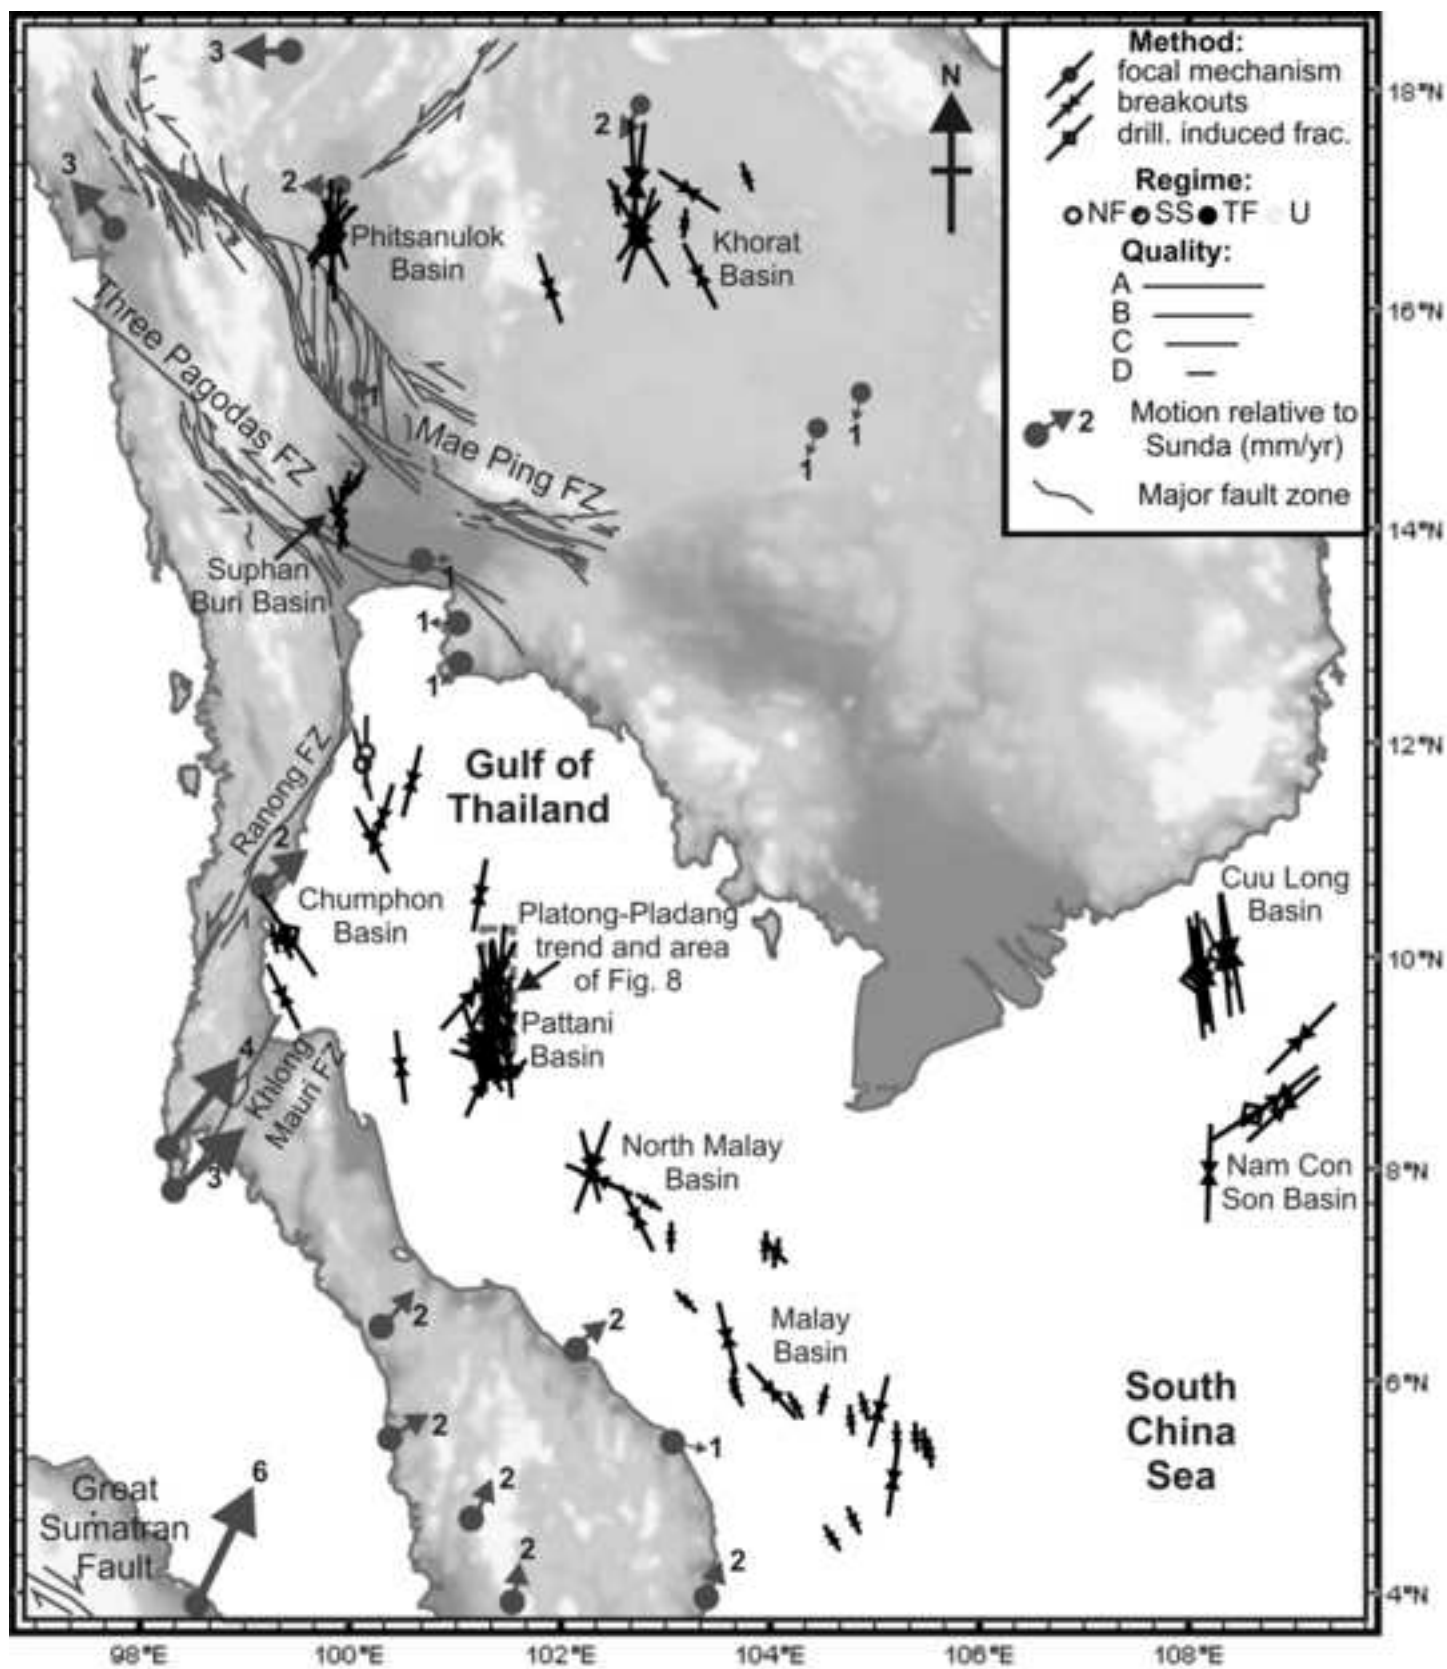 Method:
focal mechanism
breakouts
drill. induced frac.
Regime:
NF SS TF U
Quality:
A
B
C
D
2 Motion relative to
Sunda (mm/yr)
Major fault zone
N
3
3
2
2
Phitsanulok
Basin
Khorat
Basin
Three Pagodas FZ
Mae Ping FZ
1
1
1
Suphan
Buri Basin
1
1
1
Ranong FZ
2
Gulf of
Thailand
Chumphon
Basin
Platong-Pladang
trend and area
of Fig. 8
Pattani
Basin
Cuu Long
Basin
4
Khlong
Mauri FZ
3
North Malay
Basin
Nam Con
Son Basin
2
2
Malay
Basin
2
1
South
China
Sea
6
2
2
2
Great
Sumatran
Fault
18°N
16°N
14°N
12°N
10°N
8°N
6°N
4°N
98°E 100°E 102°E 104°E 106°E 108°E